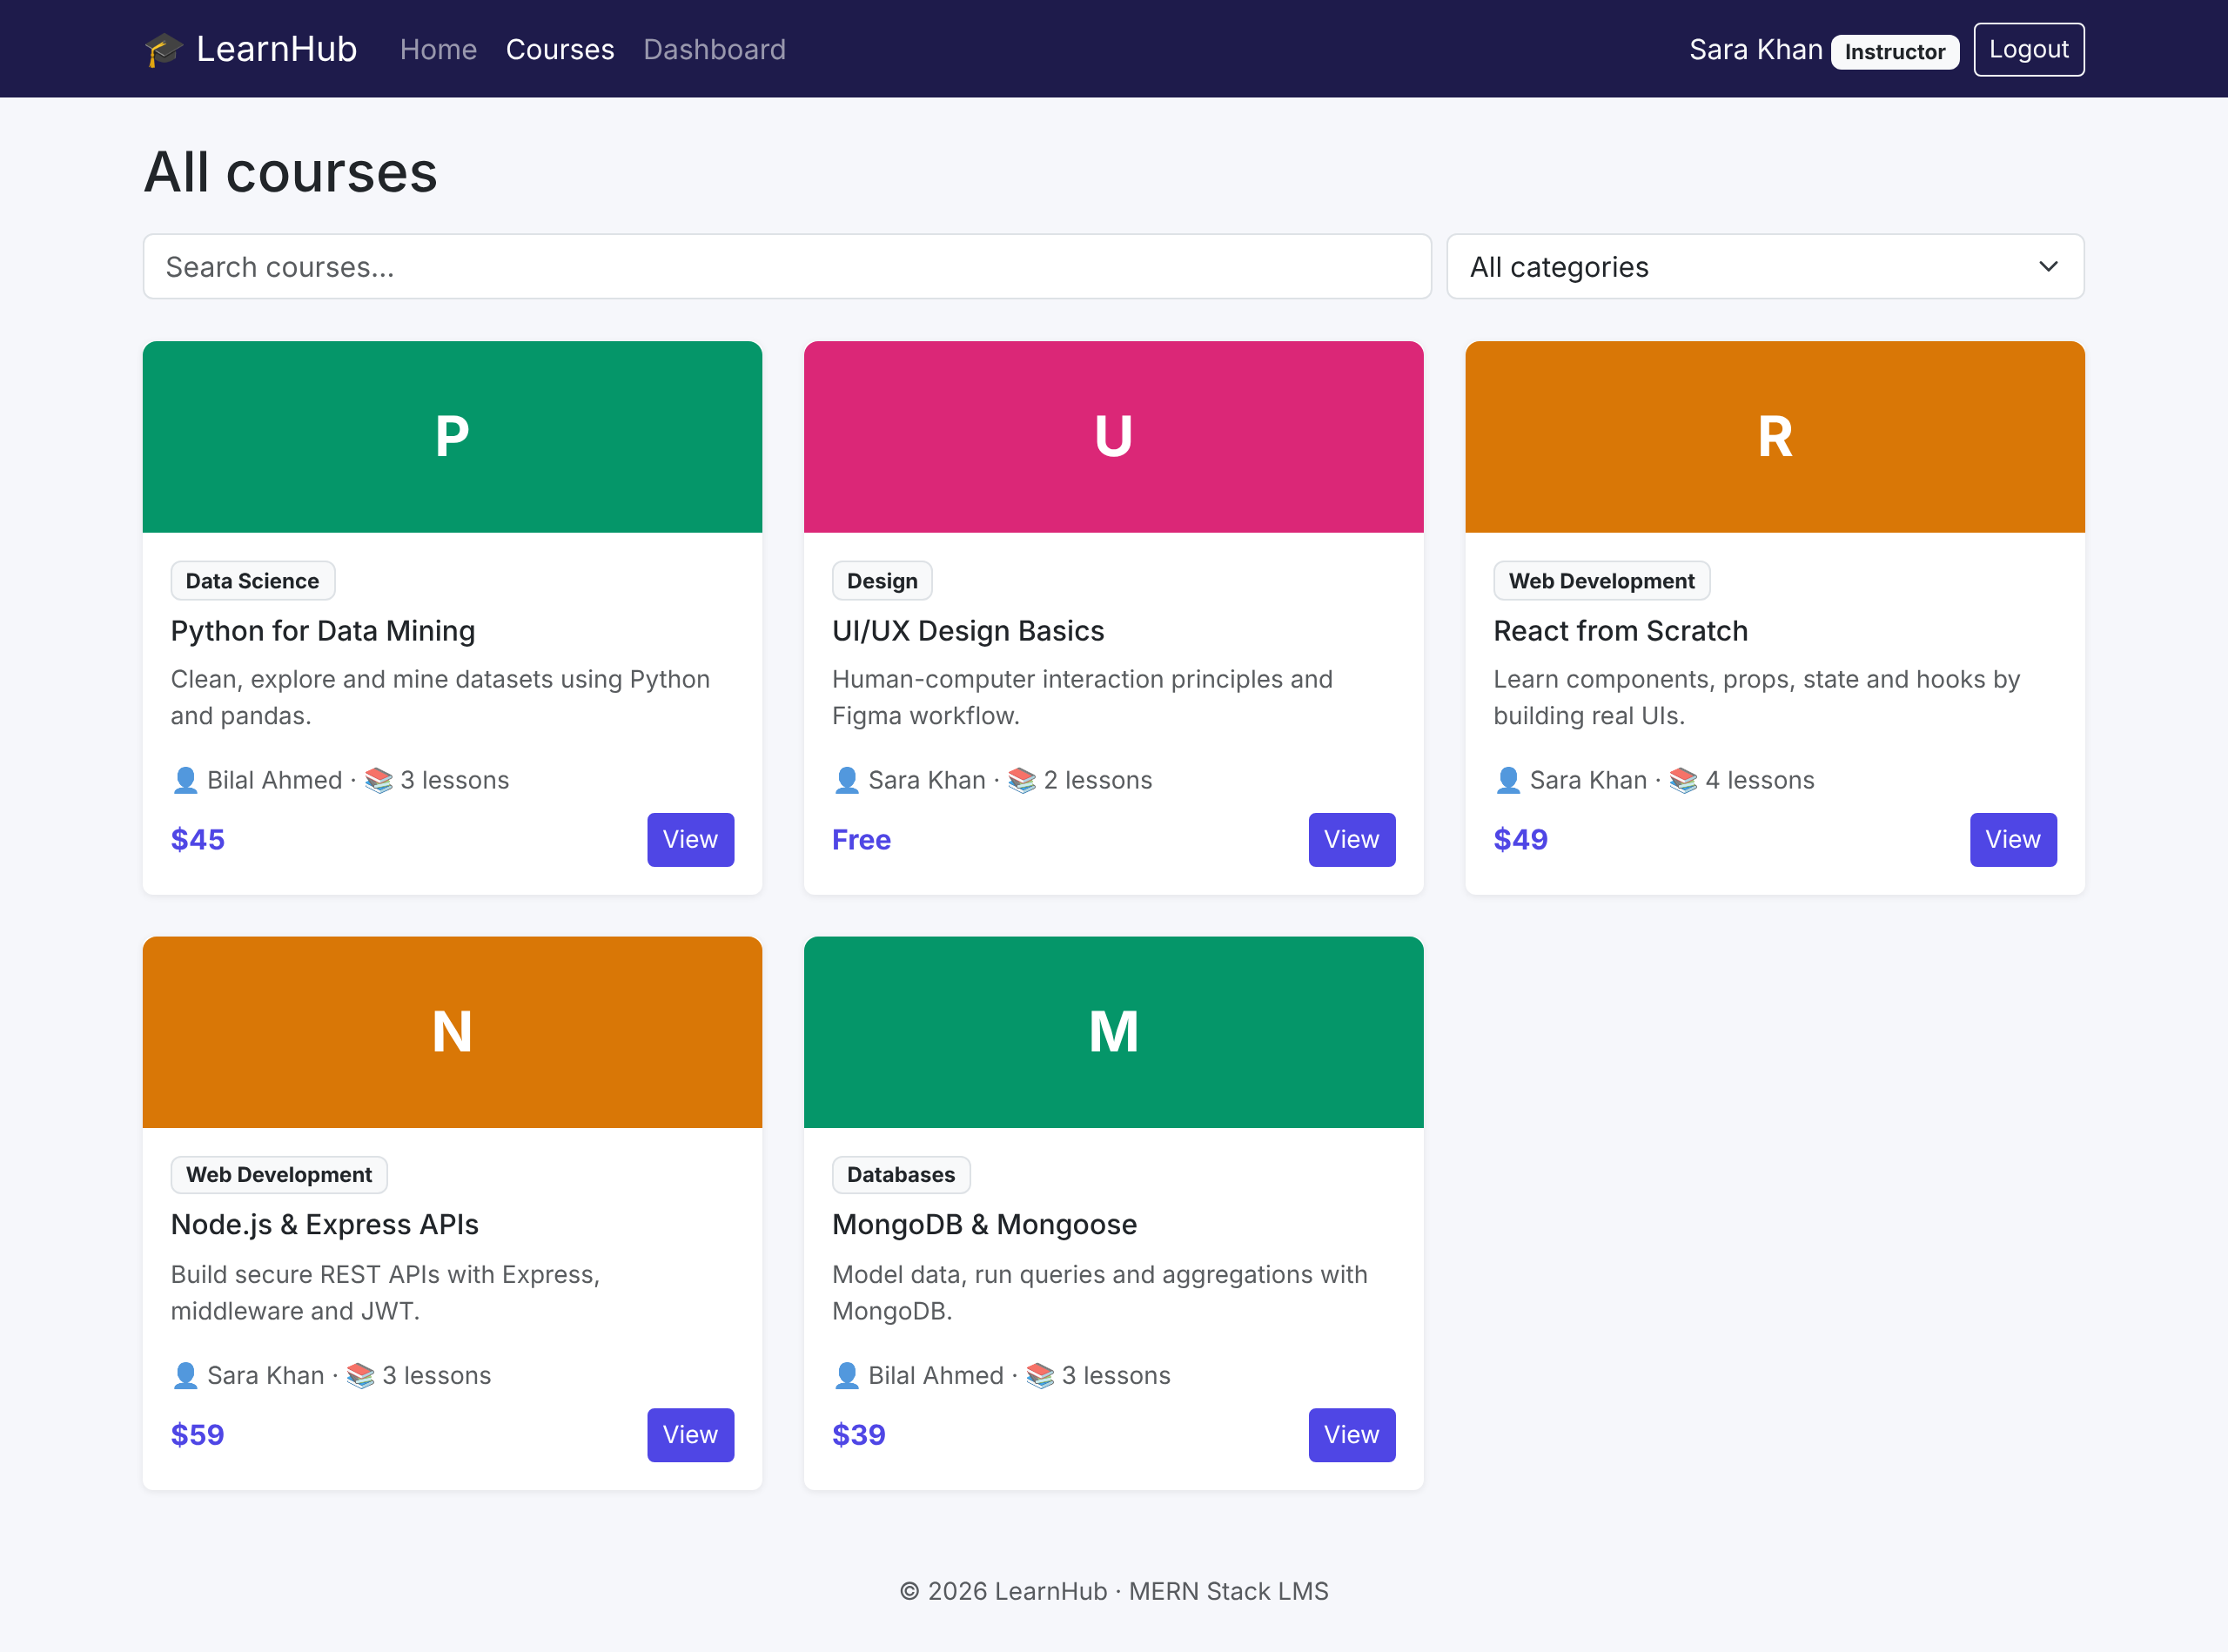 🎓 LearnHub Home Courses Dashboard Sara Khan Instructor Logout
All courses
Search courses...
All categories
P
Data Science
Python for Data Mining
Clean, explore and mine datasets using Python
and pandas.
👤 Bilal Ahmed · 📚 3 lessons
$45 View
U
Design
UI/UX Design Basics
Human-computer interaction principles and
Figma workflow.
👤 Sara Khan · 📚 2 lessons
Free View
R
Web Development
React from Scratch
Learn components, props, state and hooks by
building real UIs.
👤 Sara Khan · 📚 4 lessons
$49 View
N
Web Development
Node.js & Express APIs
Build secure REST APIs with Express,
middleware and JWT.
👤 Sara Khan · 📚 3 lessons
$59 View
M
Databases
MongoDB & Mongoose
Model data, run queries and aggregations with
MongoDB.
👤 Bilal Ahmed · 📚 3 lessons
$39 View
© 2026 LearnHub · MERN Stack LMS